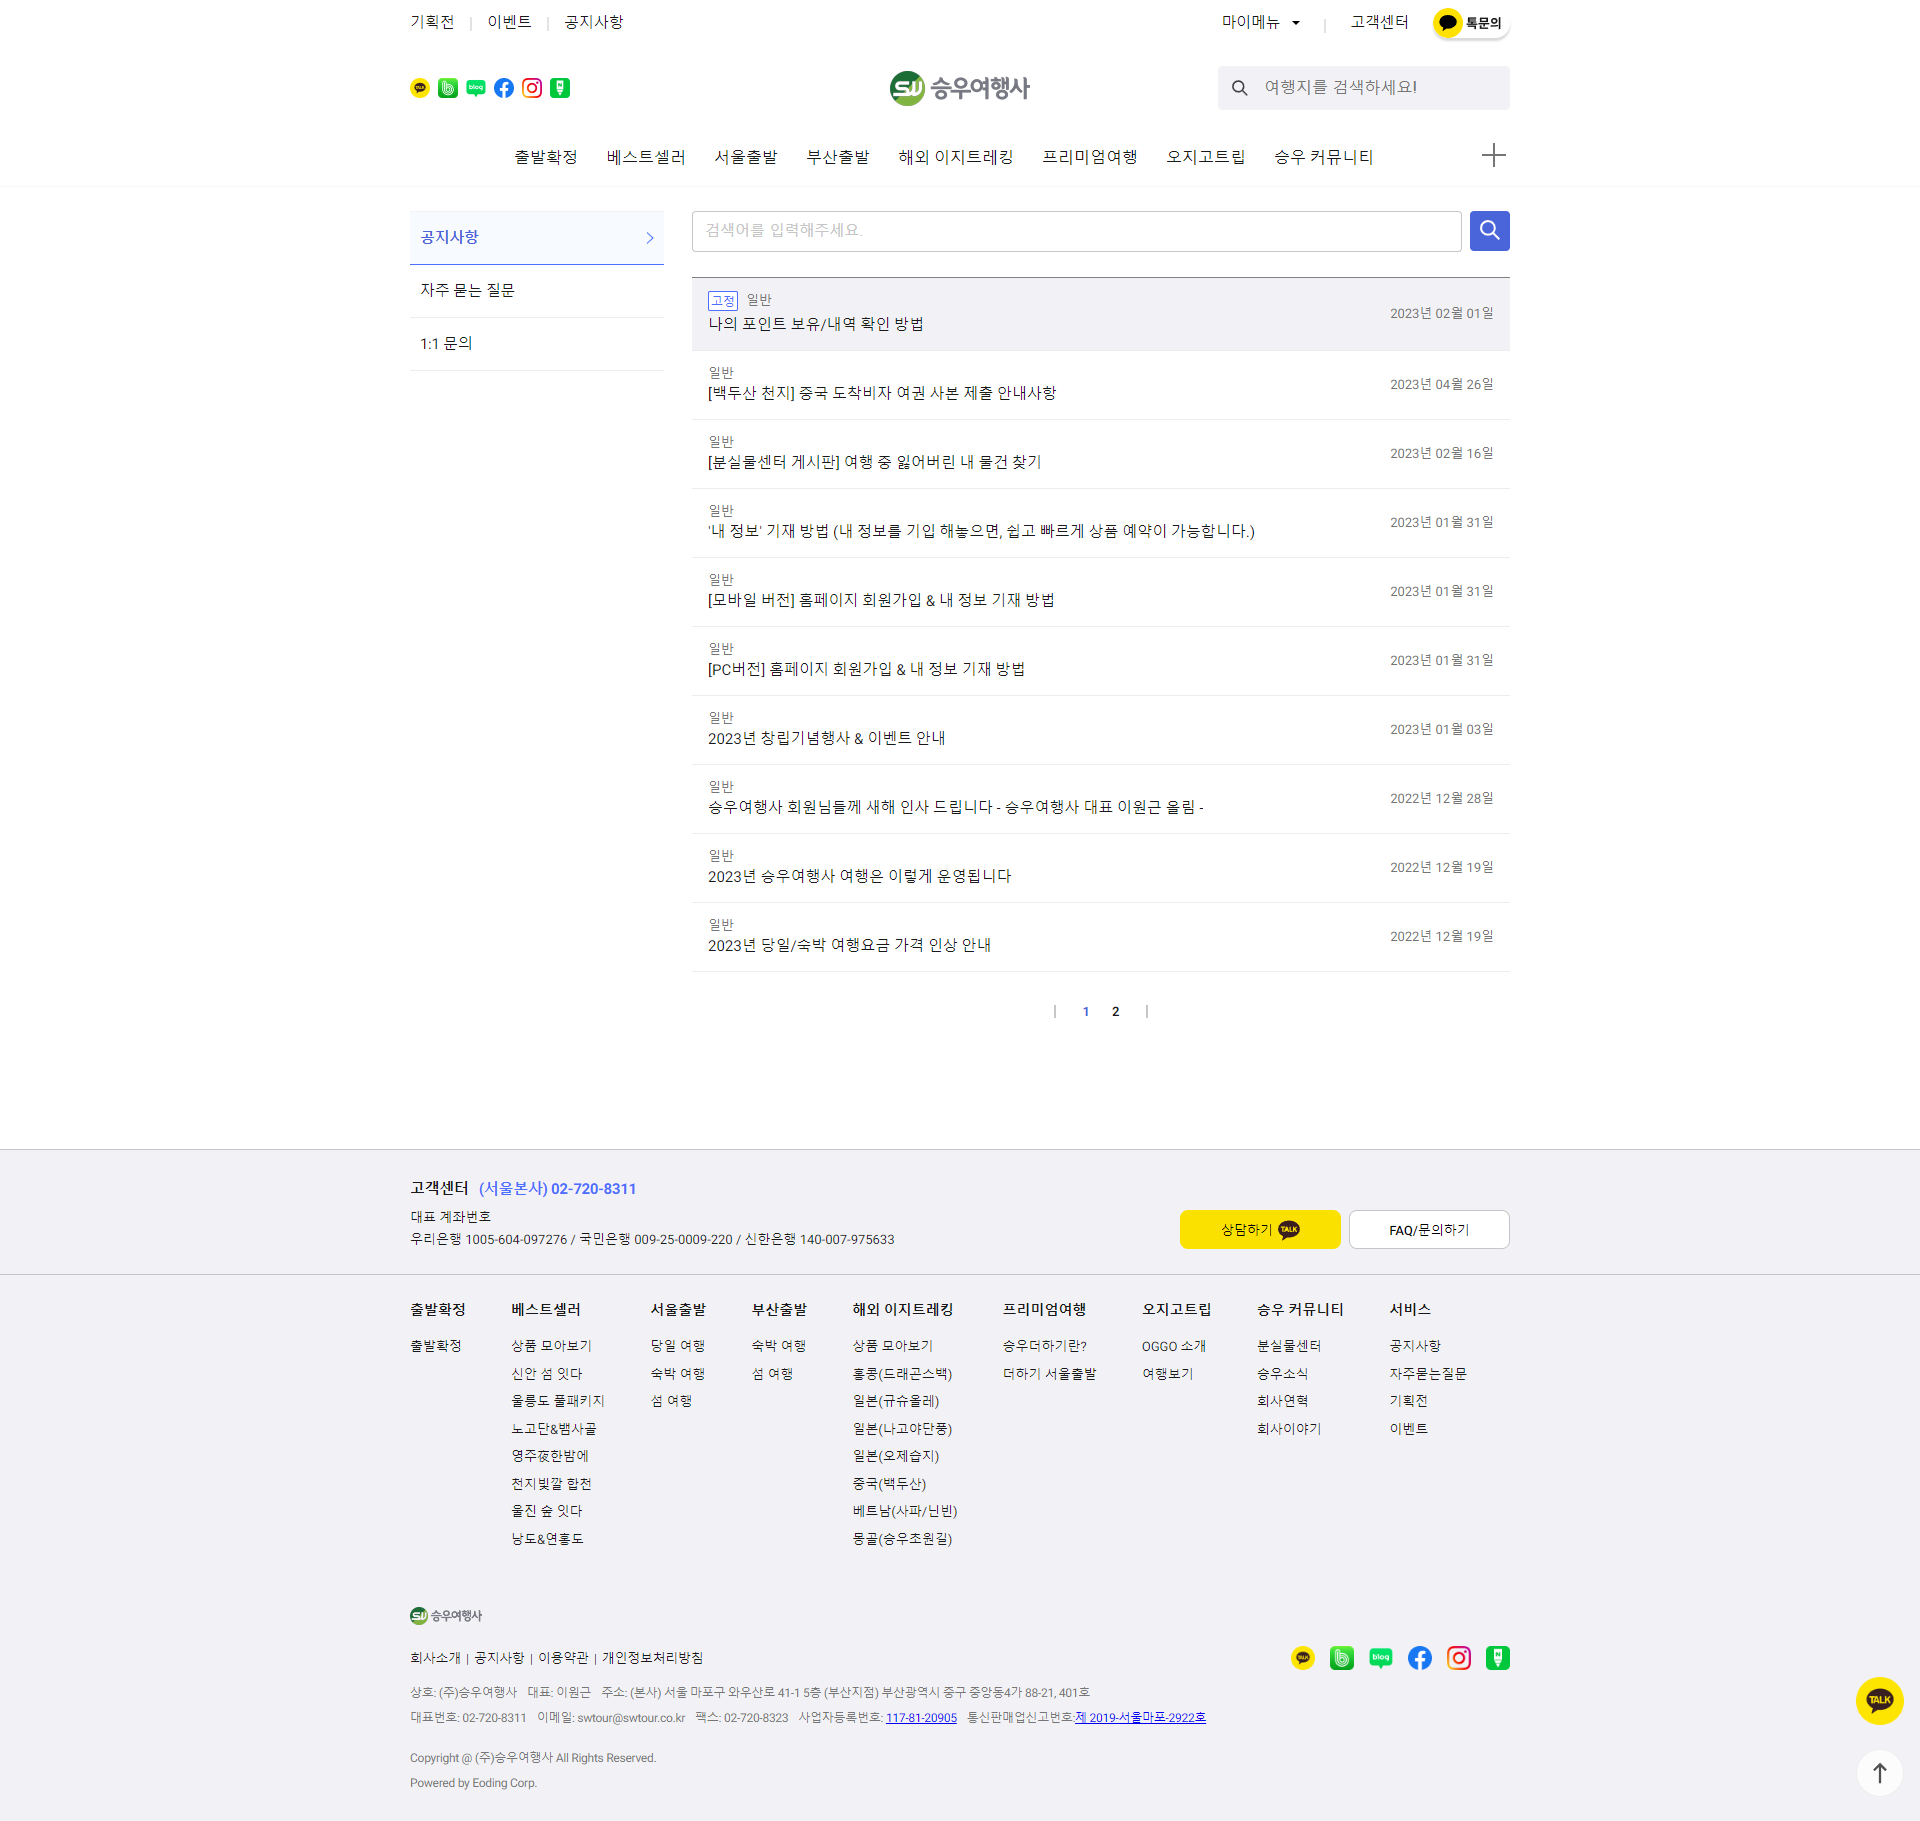 기획전 | 이벤트 | 공지사항
마이메뉴 | 고객센터 톡문의
승우여행사
여행지를 검색하세요!
출발확정 베스트셀러 서울출발 부산출발 해외 이지트레킹 프리미엄여행 오지고트립 승우 커뮤니티
공지사항
자주 묻는 질문
1:1 문의
검색어를 입력해주세요.
고정 일반
나의 포인트 보유/내역 확인 방법
2023년 02월 01일
일반
[백두산 천지] 중국 도착비자 여권 사본 제출 안내사항
2023년 04월 26일
일반
[분실물센터 게시판] 여행 중 잃어버린 내 물건 찾기
2023년 02월 16일
일반
'내 정보' 기재 방법 (내 정보를 기입 해놓으면, 쉽고 빠르게 상품 예약이 가능합니다.)
2023년 01월 31일
일반
[모바일 버전] 홈페이지 회원가입 & 내 정보 기재 방법
2023년 01월 31일
일반
[PC버전] 홈페이지 회원가입 & 내 정보 기재 방법
2023년 01월 31일
일반
2023년 창립기념행사 & 이벤트 안내
2023년 01월 03일
일반
승우여행사 회원님들께 새해 인사 드립니다 - 승우여행사 대표 이원근 올림 -
2022년 12월 28일
일반
2023년 승우여행사 여행은 이렇게 운영됩니다
2022년 12월 19일
일반
2023년 당일/숙박 여행요금 가격 인상 안내
2022년 12월 19일
| 1 2 |
고객센터 (서울본사) 02-720-8311
대표 계좌번호
우리은행 1005-604-097276 / 국민은행 009-25-0009-220 / 신한은행 140-007-975633
상담하기 TALK
FAQ/문의하기
출발확정
출발확정
베스트셀러
상품 모아보기
신안 섬 잇다
울릉도 풀패키지
노고단&뱀사골
영주夜한밤에
천지빛깔 합천
울진 숲 잇다
낭도&연홍도
서울출발
당일 여행
숙박 여행
섬 여행
부산출발
숙박 여행
섬 여행
해외 이지트레킹
상품 모아보기
홍콩(드래곤스백)
일본(규슈올레)
일본(나고야단풍)
일본(오제습지)
중국(백두산)
베트남(사파/닌빈)
몽골(승우초원길)
프리미엄여행
승우더하기란?
더하기 서울출발
오지고트립
OGGO 소개
여행보기
승우 커뮤니티
분실물센터
승우소식
회사연혁
회사이야기
서비스
공지사항
자주묻는질문
기획전
이벤트
승우여행사
회사소개 | 공지사항 | 이용약관 | 개인정보처리방침
상호: (주)승우여행사 대표: 이원근 주소: (본사) 서울 마포구 와우산로 41-1 5층 (부산지점) 부산광역시 중구 중앙동4가 88-21, 401호
대표번호: 02-720-8311 이메일: swtour@swtour.co.kr 팩스: 02-720-8323 사업자등록번호: 117-81-20905 통신판매업신고번호:제 2019-서울마포-2922호
Copyright @ (주)승우여행사 All Rights Reserved.
Powered by Eoding Corp.
TALK